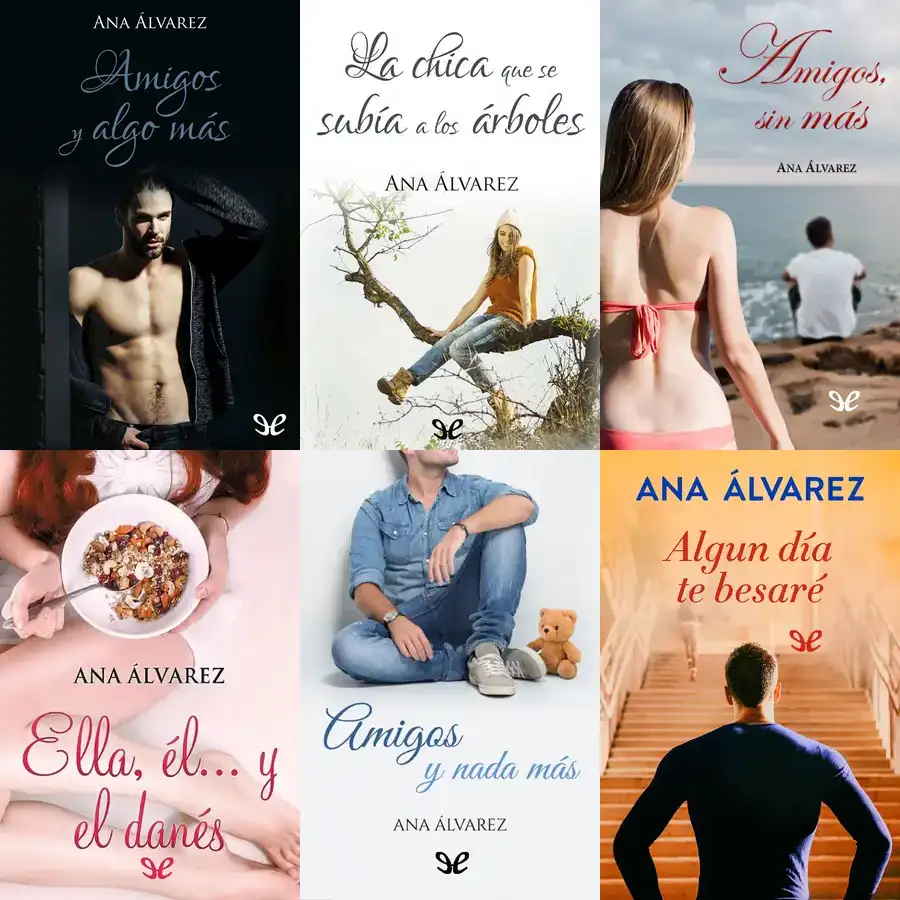 ANA ÁLVAREZ
Amigos
y algo más
La chica que se
subía a los árboles
ANA ÁLVAREZ
Amigos,
sin más
ANA ÁLVAREZ
ANA ÁLVAREZ
Ella, él... y
el danés
Amigos
y nada más
ANA ÁLVAREZ
ANA ÁLVAREZ
Algun día
te besaré